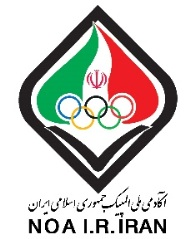 آکادمی ملی المپیک جمهوری اسلامی ایران
NOA I.R.IRAN